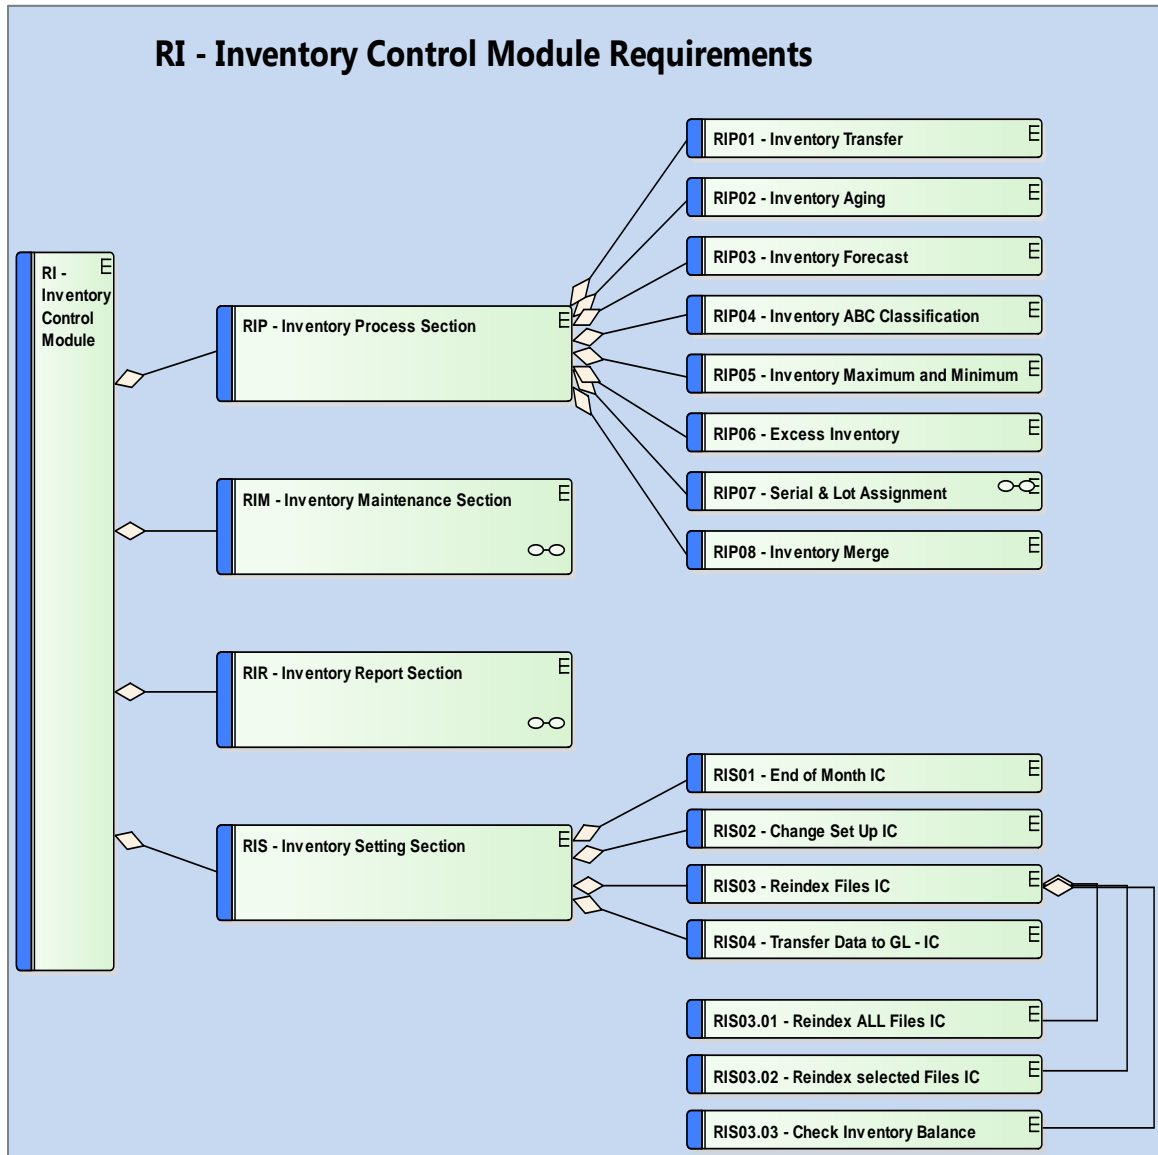 RI - Inventory Control Module Requirements
RI -
Inventory
Control
Module
RIP - Inventory Process Section
RIM - Inventory Maintenance Section
RIR - Inventory Report Section
RIS - Inventory Setting Section
RIP01 - Inventory Transfer
RIP02 - Inventory Aging
RIP03 - Inventory Forecast
RIP04 - Inventory ABC Classification
RIP05 - Inventory Maximum and Minimum
RIP06 - Excess Inventory
RIP07 - Serial & Lot Assignment
RIP08 - Inventory Merge
RIS01 - End of Month IC
RIS02 - Change Set Up IC
RIS03 - Reindex Files IC
RIS04 - Transfer Data to GL - IC
RIS03.01 - Reindex ALL Files IC
RIS03.02 - Reindex selected Files IC
RIS03.03 - Check Inventory Balance